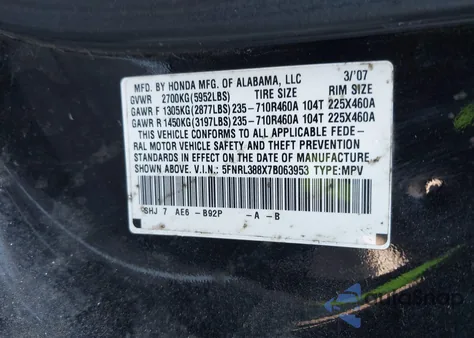 MFD. BY HONDA MFG. OF ALABAMA, LLC 3/'07
GVWR 2700KG(5952LBS) TIRE SIZE RIM SIZE
GAWR F 1305KG(2877LBS)235-710R460A 104T 225X460A
GAWR R 1450KG(3197LBS)235-710R460A 104T 225X460A
THIS VEHICLE CONFORMS TO ALL APPLICABLE FEDE-
RAL MOTOR VEHICLE SAFETY AND THEFT PREVENTION
STANDARDS IN EFFECT ON THE DATE OF MANUFACTURE
SHOWN ABOVE. V.I.N.: 5FNRL388X7B063953 TYPE:MPV
SHJ 7 AE6 -B92P -A -B
AutoSnap